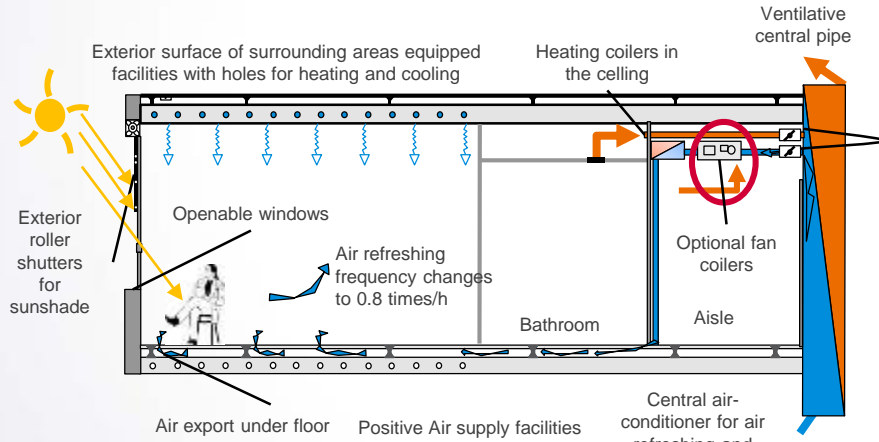 Ventilative
central pipe
Exterior surface of surrounding areas equipped
facilities with holes for heating and cooling
Heating coilers in
the celling
Exterior
roller
shutters
for
sunshade
Openable windows
Air refreshing
frequency changes
to 0.8 times/h
Optional fan
coilers
Bathroom
Aisle
Air export under floor
Positive Air supply facilities
Central air-
conditioner for air
refreshing and